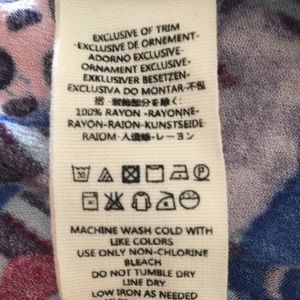 EXCLUSIVE OF TRIM
EXCLUSIVE DE ORNEMENT-
ADORNO EXCLUSIVE-
ORNAMENT EXCLUSIVE-
EXKLUSIVER BESETZEN-
EXCLUSIVA DO MONTAR-不包
括 -装飾部分を除く:
100% RAYON -RAYONNE-
RAYON-RAION-KUNSTSEIDE-
RAIOM-人造絲-レーヨン
MACHINE WASH COLD WITH
LIKE COLORS
USE ONLY NON-CHLORINE
BLEACH
DO NOT TUMBLE DRY
LINE DRY
LOW IRON AS NEEDED